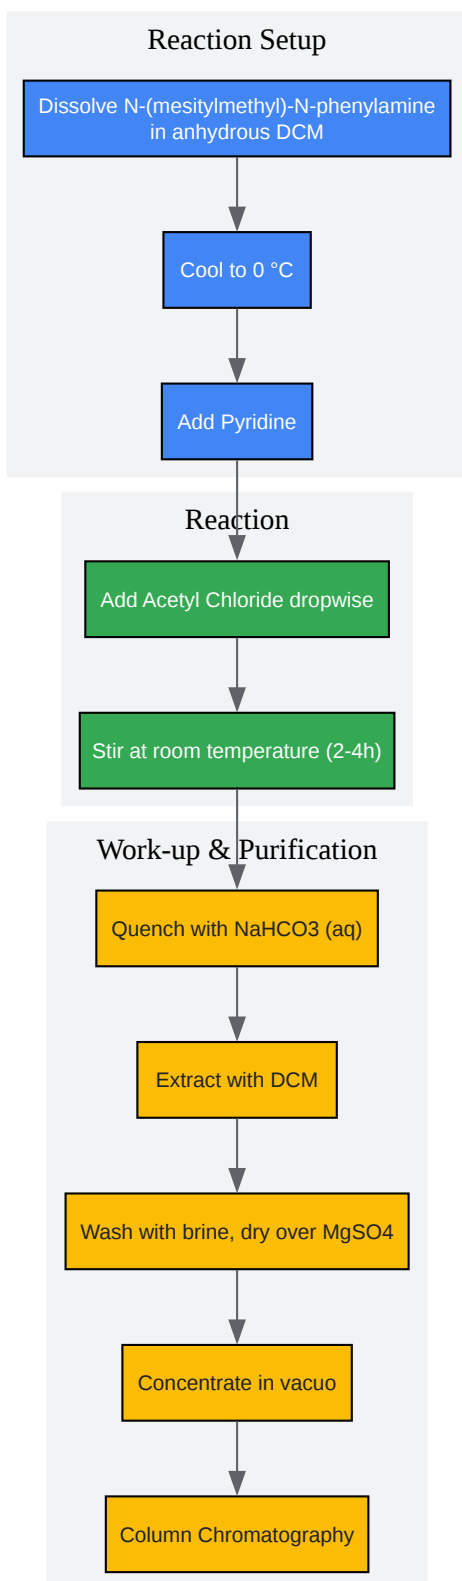 Reaction Setup
Dissolve N-(mesitylmethyl)-N-phenylamine
in anhydrous DCM
Cool to 0 °C
Add Pyridine
Reaction
Add Acetyl Chloride dropwise
Stir at room temperature (2-4h)
Work-up & Purification
Quench with NaHCO3 (aq)
Extract with DCM
Wash with brine, dry over MgSO4
Concentrate in vacuo
Column Chromatography